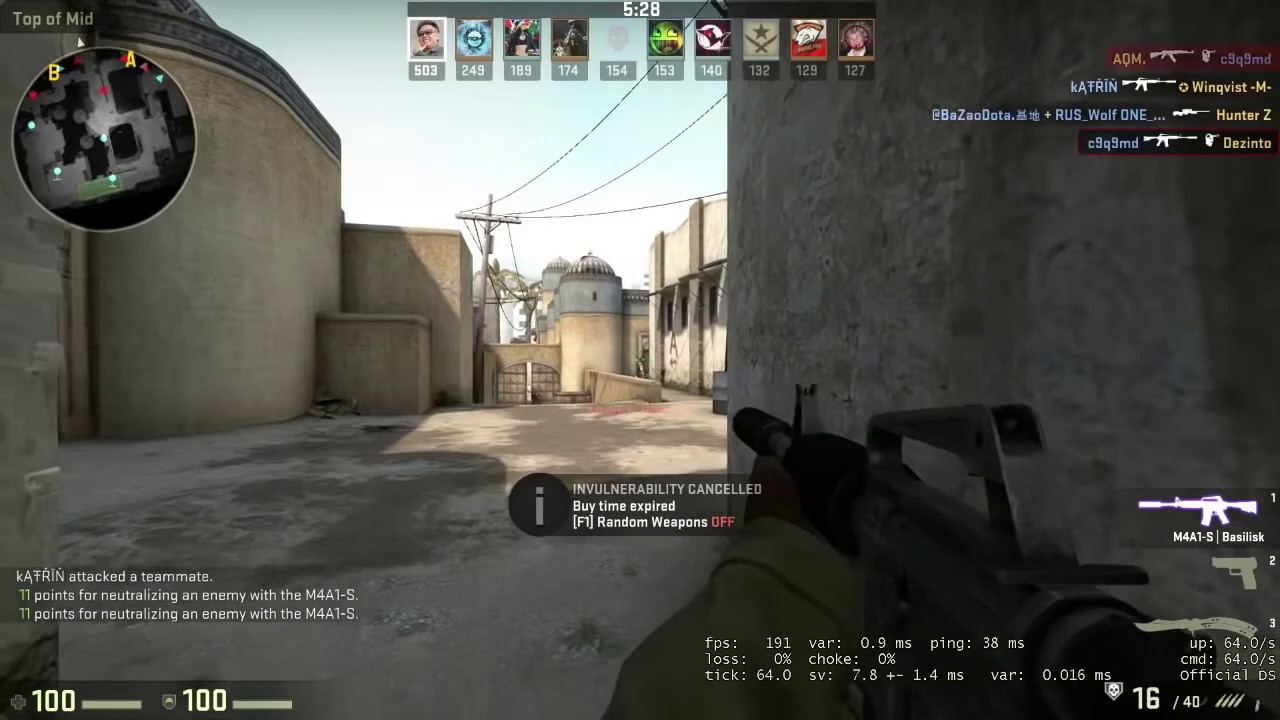 Top of Mid
5:28
503 249 189 174 154 153 140 132 129 127
B A
AQM. c9q9md
kĄŦŘĪŇ ✪ Winqvist -M-
@BaZaoDota.基地 + RUS_Wolf ONE_... Hunter Z
c9q9md Dezinto
INVULNERABILITY CANCELLED
Buy time expired
[F1] Random Weapons OFF
1
M4A1-S | Basilisk
2
3
kĄŦŘĪŇ attacked a teammate.
11 points for neutralizing an enemy with the M4A1-S.
11 points for neutralizing an enemy with the M4A1-S.
fps: 191 var: 0.9 ms ping: 38 ms up: 64.0/s
loss: 0% choke: 0% cmd: 64.0/s
tick: 64.0 sv: 7.8 +- 1.4 ms var: 0.016 ms official DS
100 100 16 / 40